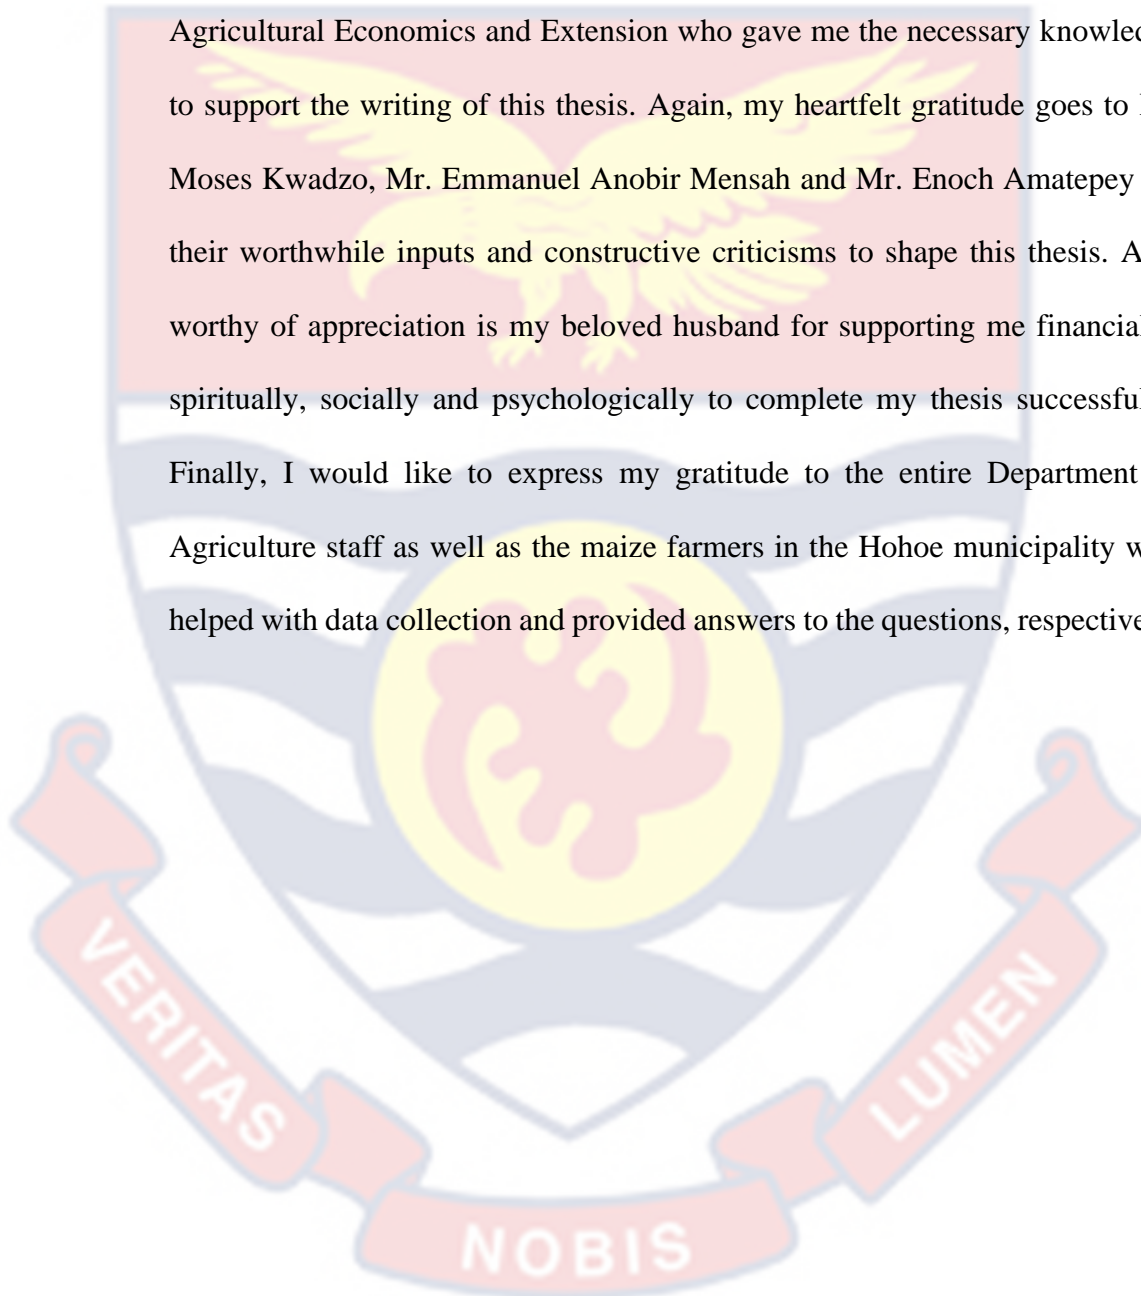 Agricultural Economics and Extension who gave me the necessary
to support the writing of this thesis. Again, my heartfelt gratitude goes to
Moses Kwadzo, Mr. Emmanuel Anobir Mensah and Mr. Enoch Amatepey
their worthwhile inputs and constructive criticisms to shape this thesis.
worthy of appreciation is my beloved husband for supporting me
spiritually, socially and psychologically to complete my thesis
Finally, I would like to express my gratitude to the entire Department
Agriculture staff as well as the maize farmers in the Hohoe municipality
helped with data collection and provided answers to the questions,
VERITAS
NOBIS
LUMEN